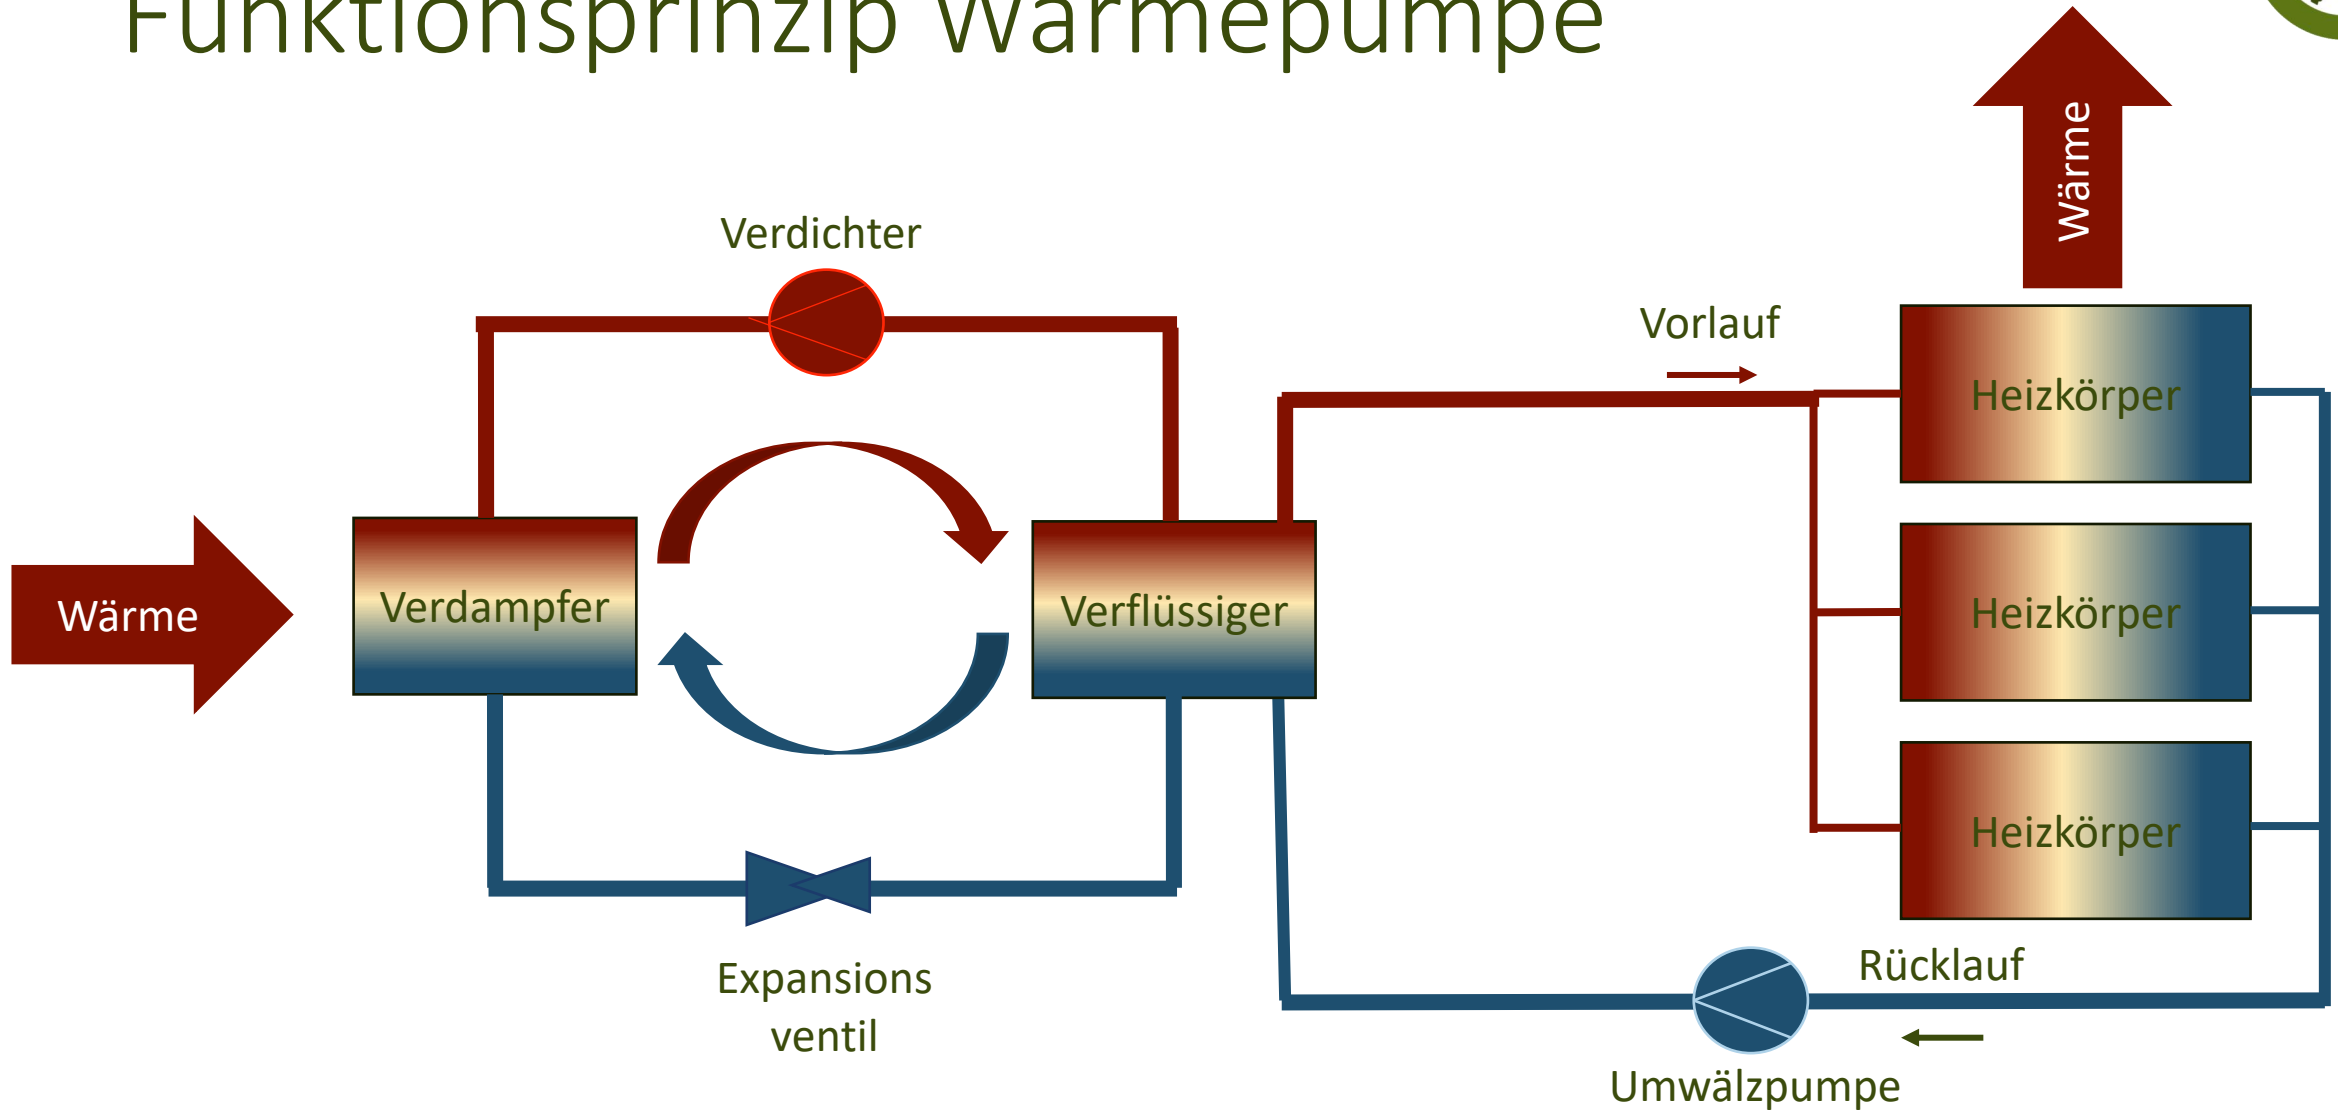 Funktionsprinzip Wärmepumpe
Wärme
Verdichter
Vorlauf
Heizkörper
Wärme
Verdampfer
Verflüssiger
Heizkörper
Heizkörper
Expansions
ventil
Rücklauf
Umwälzpumpe